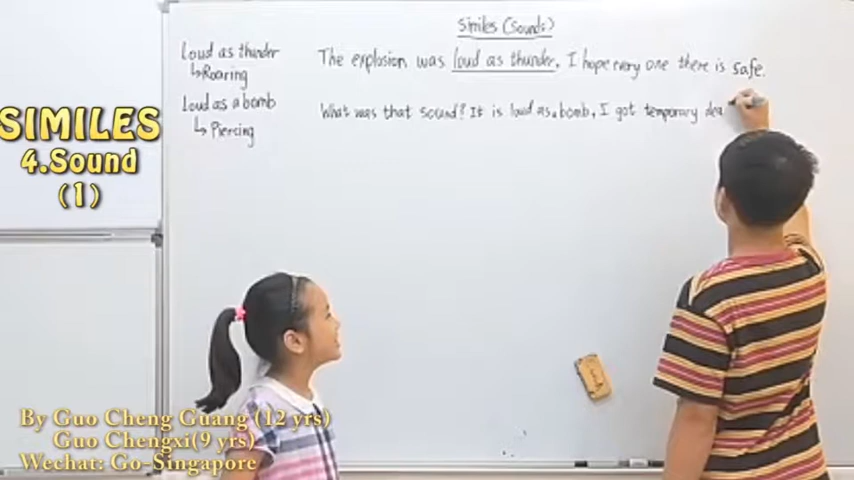 Similes (Sounds)
Loud as thunder
↳Roaring
Loud as a bomb
↳Piercing
The explosion was loud as thunder, I hope every one there is safe.
What was that sound? It is loud as a bomb, I got temporary dea
SIMILES
4.Sound
(1)
By Guo Cheng Guang (12 yrs)
Guo Chengxi(9 yrs)
Wechat: Go-Singapore